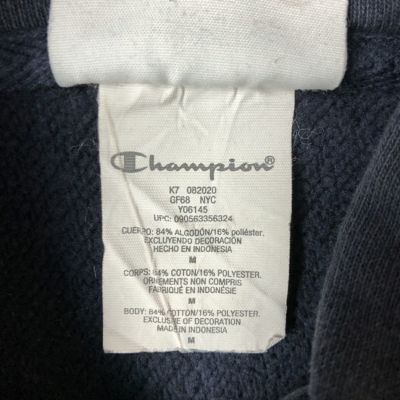 Champion
K7 082020
GF68 NYC
Y06145
UPC: 090563356324
CUERPO: 84% ALGODÓN/16% poliéster.
EXCLUYENDO DECORACIÓN
HECHO EN INDONESIA
M
CORPS: 84% COTON/16% POLYESTER.
ORNEMENTS NON COMPRIS
FABRIQUÉ EN INDONÉSIE
M
BODY: 84% COTTON/16% POLYESTER.
EXCLUSIVE OF DECORATION
MADE IN INDONESIA
M